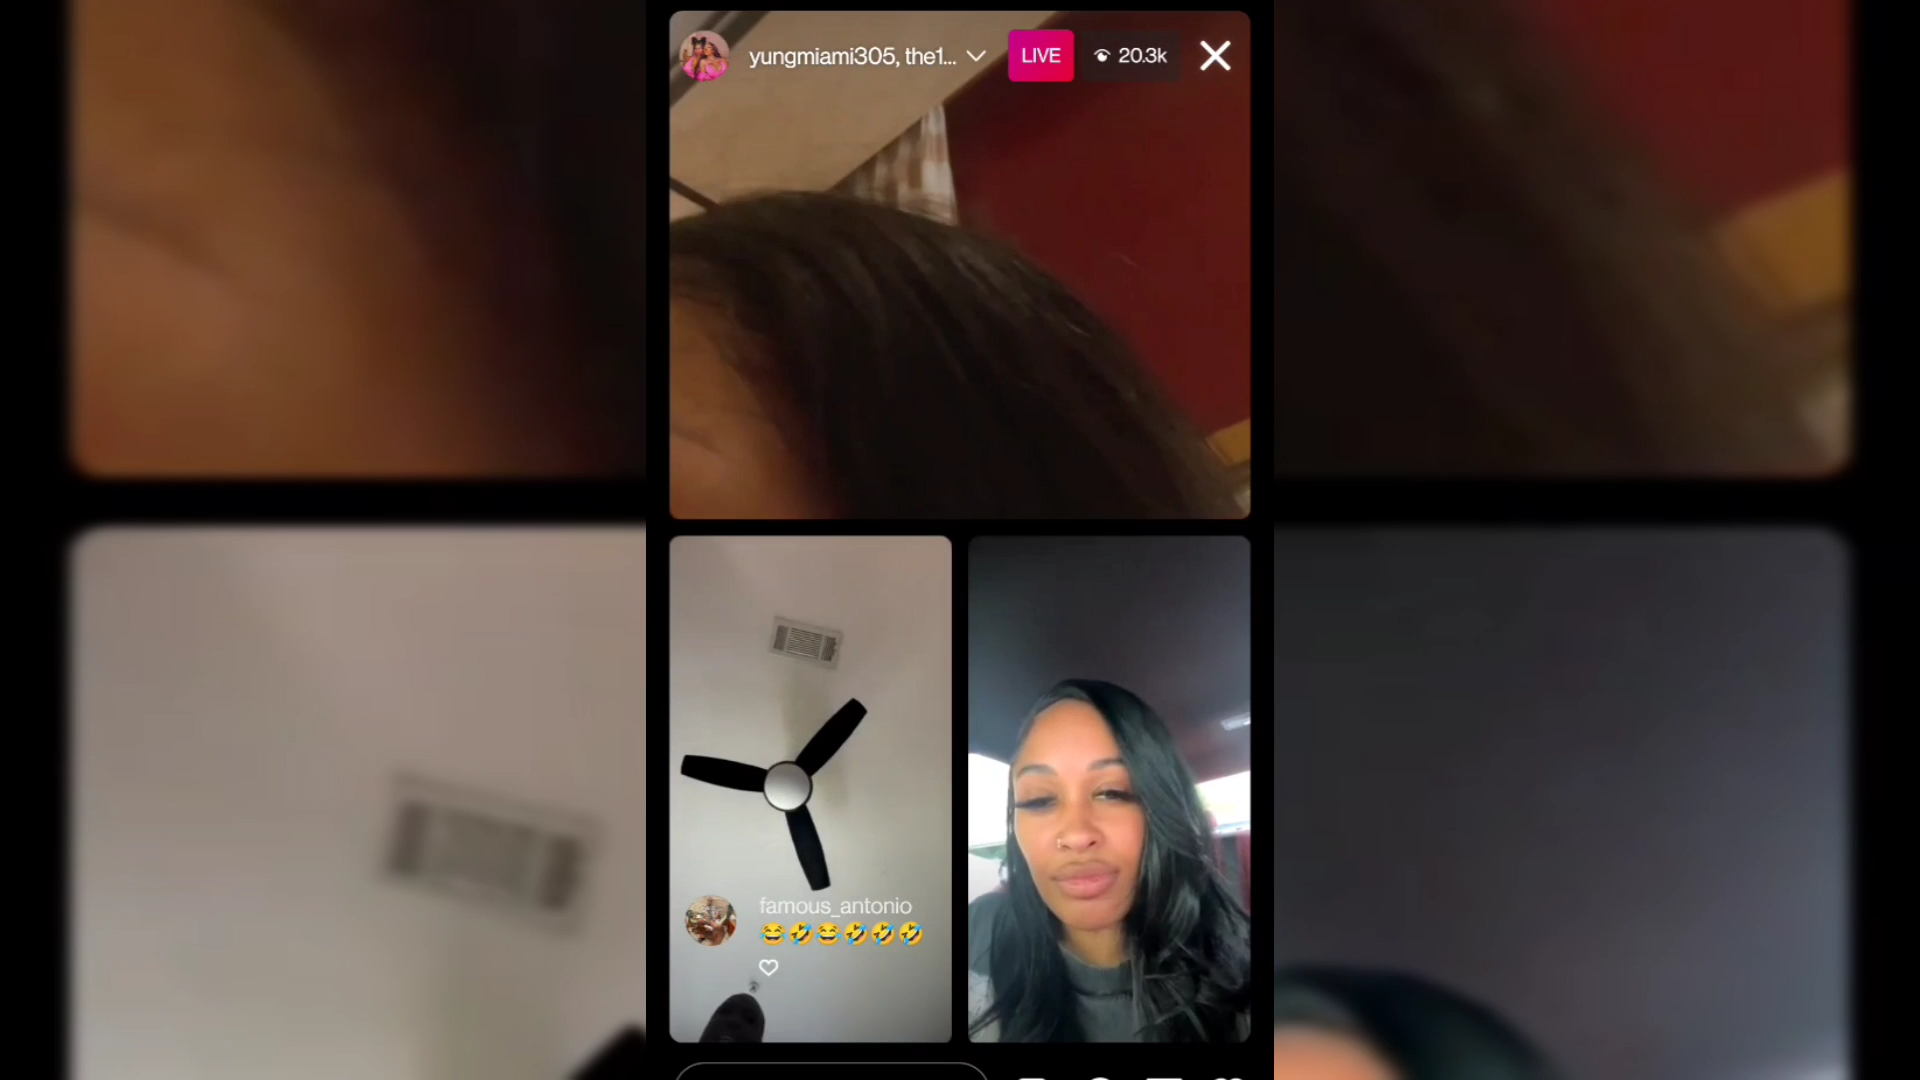 yungmiami305, the1... LIVE 20.3k
famous_antonio
😂🤣😂🤣🤣🤣